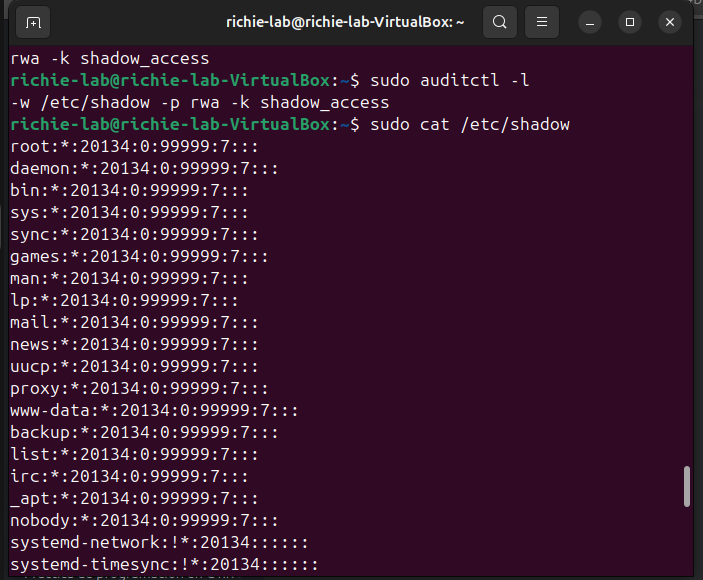 richie-lab@richie-lab-VirtualBox: ~
rwa -k shadow_access
richie-lab@richie-lab-VirtualBox:~$ sudo auditctl -l
-w /etc/shadow -p rwa -k shadow_access
richie-lab@richie-lab-VirtualBox:~$ sudo cat /etc/shadow
root:*:20134:0:99999:7:::
daemon:*:20134:0:99999:7:::
bin:*:20134:0:99999:7:::
sys:*:20134:0:99999:7:::
sync:*:20134:0:99999:7:::
games:*:20134:0:99999:7:::
man:*:20134:0:99999:7:::
lp:*:20134:0:99999:7:::
mail:*:20134:0:99999:7:::
news:*:20134:0:99999:7:::
uucp:*:20134:0:99999:7:::
proxy:*:20134:0:99999:7:::
www-data:*:20134:0:99999:7:::
backup:*:20134:0:99999:7:::
list:*:20134:0:99999:7:::
irc:*:20134:0:99999:7:::
_apt:*:20134:0:99999:7:::
nobody:*:20134:0:99999:7:::
systemd-network:!*:20134::::::
systemd-timesync:!*:20134::::::